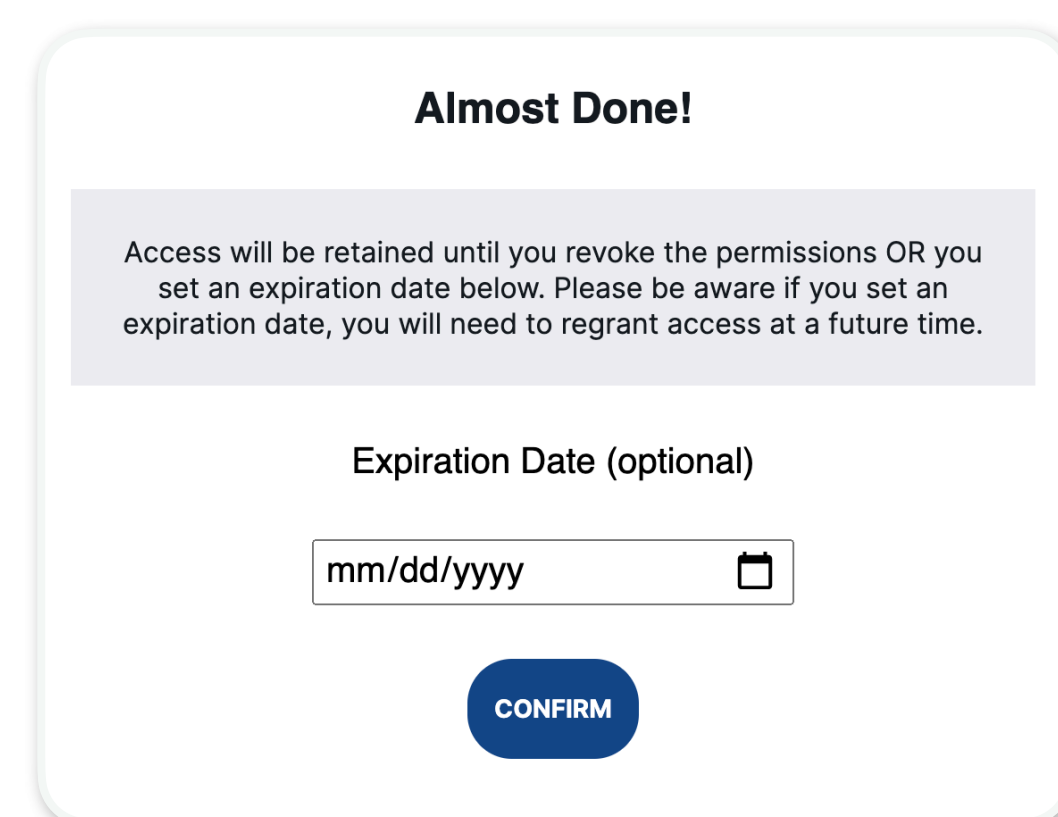 Almost Done!
Access will be retained until you revoke the permissions OR you
set an expiration date below. Please be aware if you set an
expiration date, you will need to regrant access at a future time.
Expiration Date (optional)
mm/dd/yyyy
CONFIRM